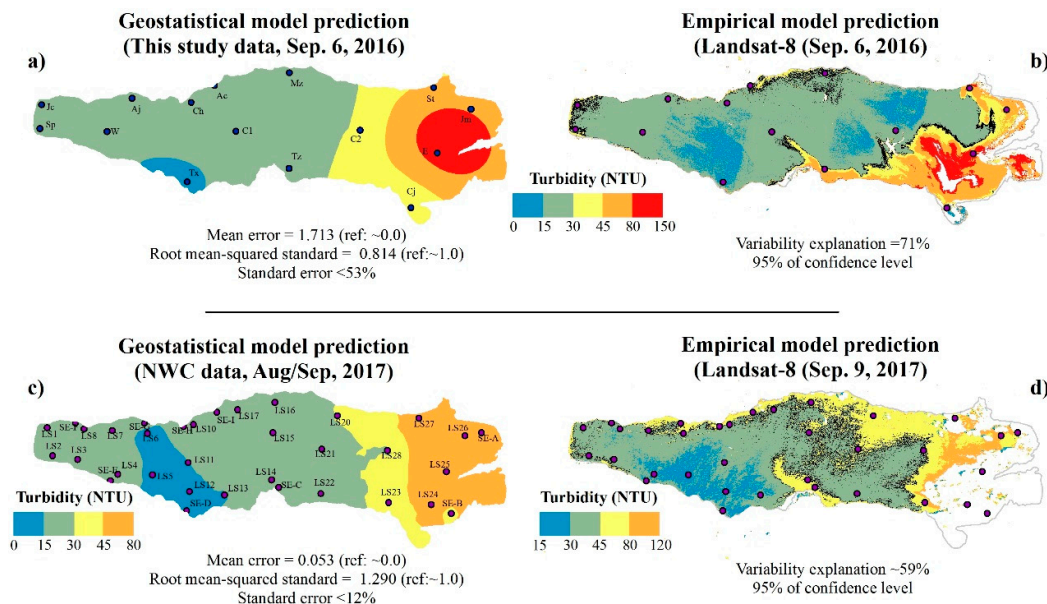 Geostatistical model prediction
(This study data, Sep. 6, 2016)
Empirical model prediction
(Landsat-8 (Sep. 6, 2016)
a)
b)
Mz
Ac
Aj
Ch
Jc
St
Jm
Sp
W
C1
C2
E
Tz
Tx
Cj
Turbidity (NTU)
0 15 30 45 80 150
Mean error = 1.713 (ref: ~0.0)
Root mean-squared standard = 0.814 (ref:~1.0)
Standard error <53%
Variability explanation =71%
95% of confidence level
Geostatistical model prediction
(NWC data, Aug/Sep, 2017)
Empirical model prediction
(Landsat-8 (Sep. 9, 2017)
c)
d)
LS16
SE-I LS17
LS20
LS27
LS1 LS8 LS7 LS6 SE-H LS10
LS26 SE-A
LS2 LS3
LS15
LS21
LS28
LS4 LS5 LS11
LS14
LS25
LS12 LS13 SE-C LS22
LS23
LS24
SE-D
SE-B
Turbidity (NTU)
0 15 30 45 80
Turbidity (NTU)
15 30 45 80 120
Mean error = 0.053 (ref: ~0.0)
Root mean-squared standard = 1.290 (ref:~1.0)
Standard error <12%
Variability explanation ~59%
95% of confidence level